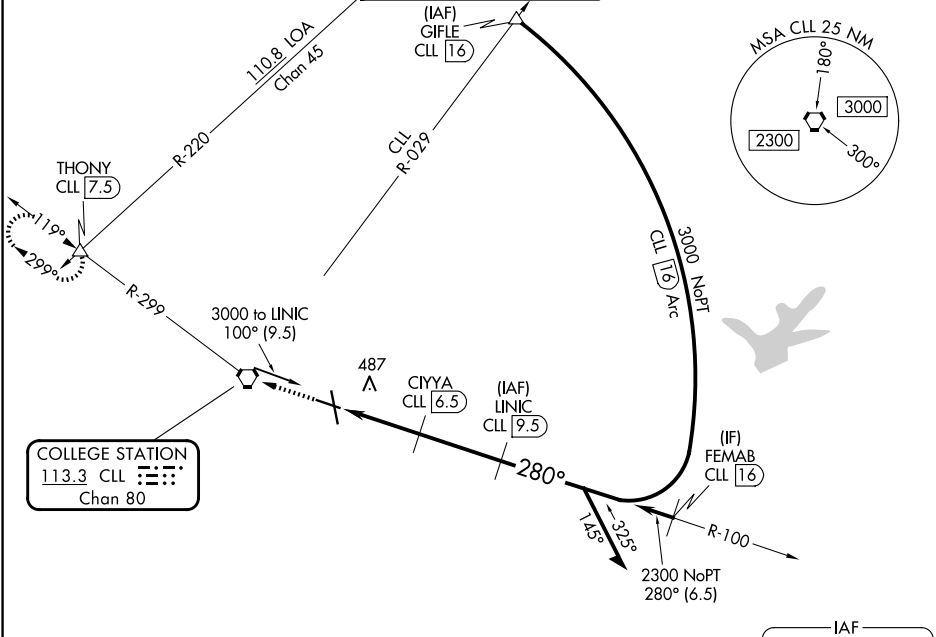 (IAF)
GIFLE
CLL 16
110.8 LOA
Chan 45
R-220
CLL
R-029
MSA CLL 25 NM
180°
3000
2300
300°
THONY
CLL 7.5
119°
299°
R-299
3000 NoPT
CLL 16 Arc
3000 to LINIC
100° (9.5)
487
CIYYA
CLL 6.5
(IAF)
LINIC
CLL 9.5
280°
(IF)
FEMAB
CLL 16
R-100
145°
325°
2300 NoPT
280° (6.5)
COLLEGE STATION
113.3 CLL
Chan 80
IAF